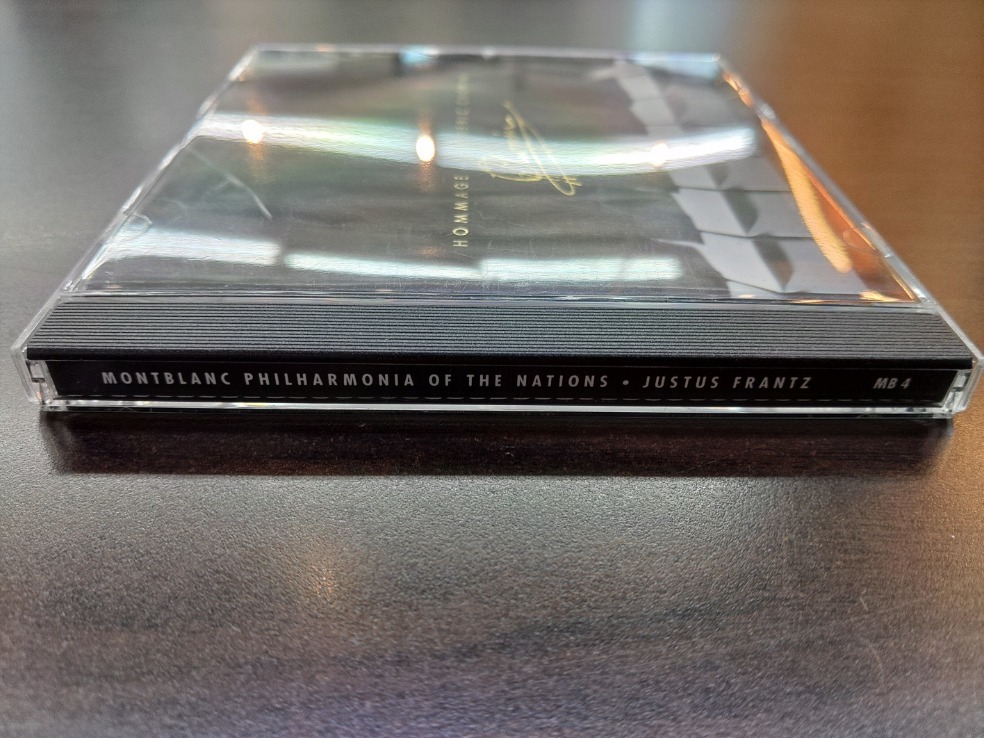 HOMMAGE
MONTBLANC PHILHARMONIA OF THE NATIONS • JUSTUS FRANTZ MB 4